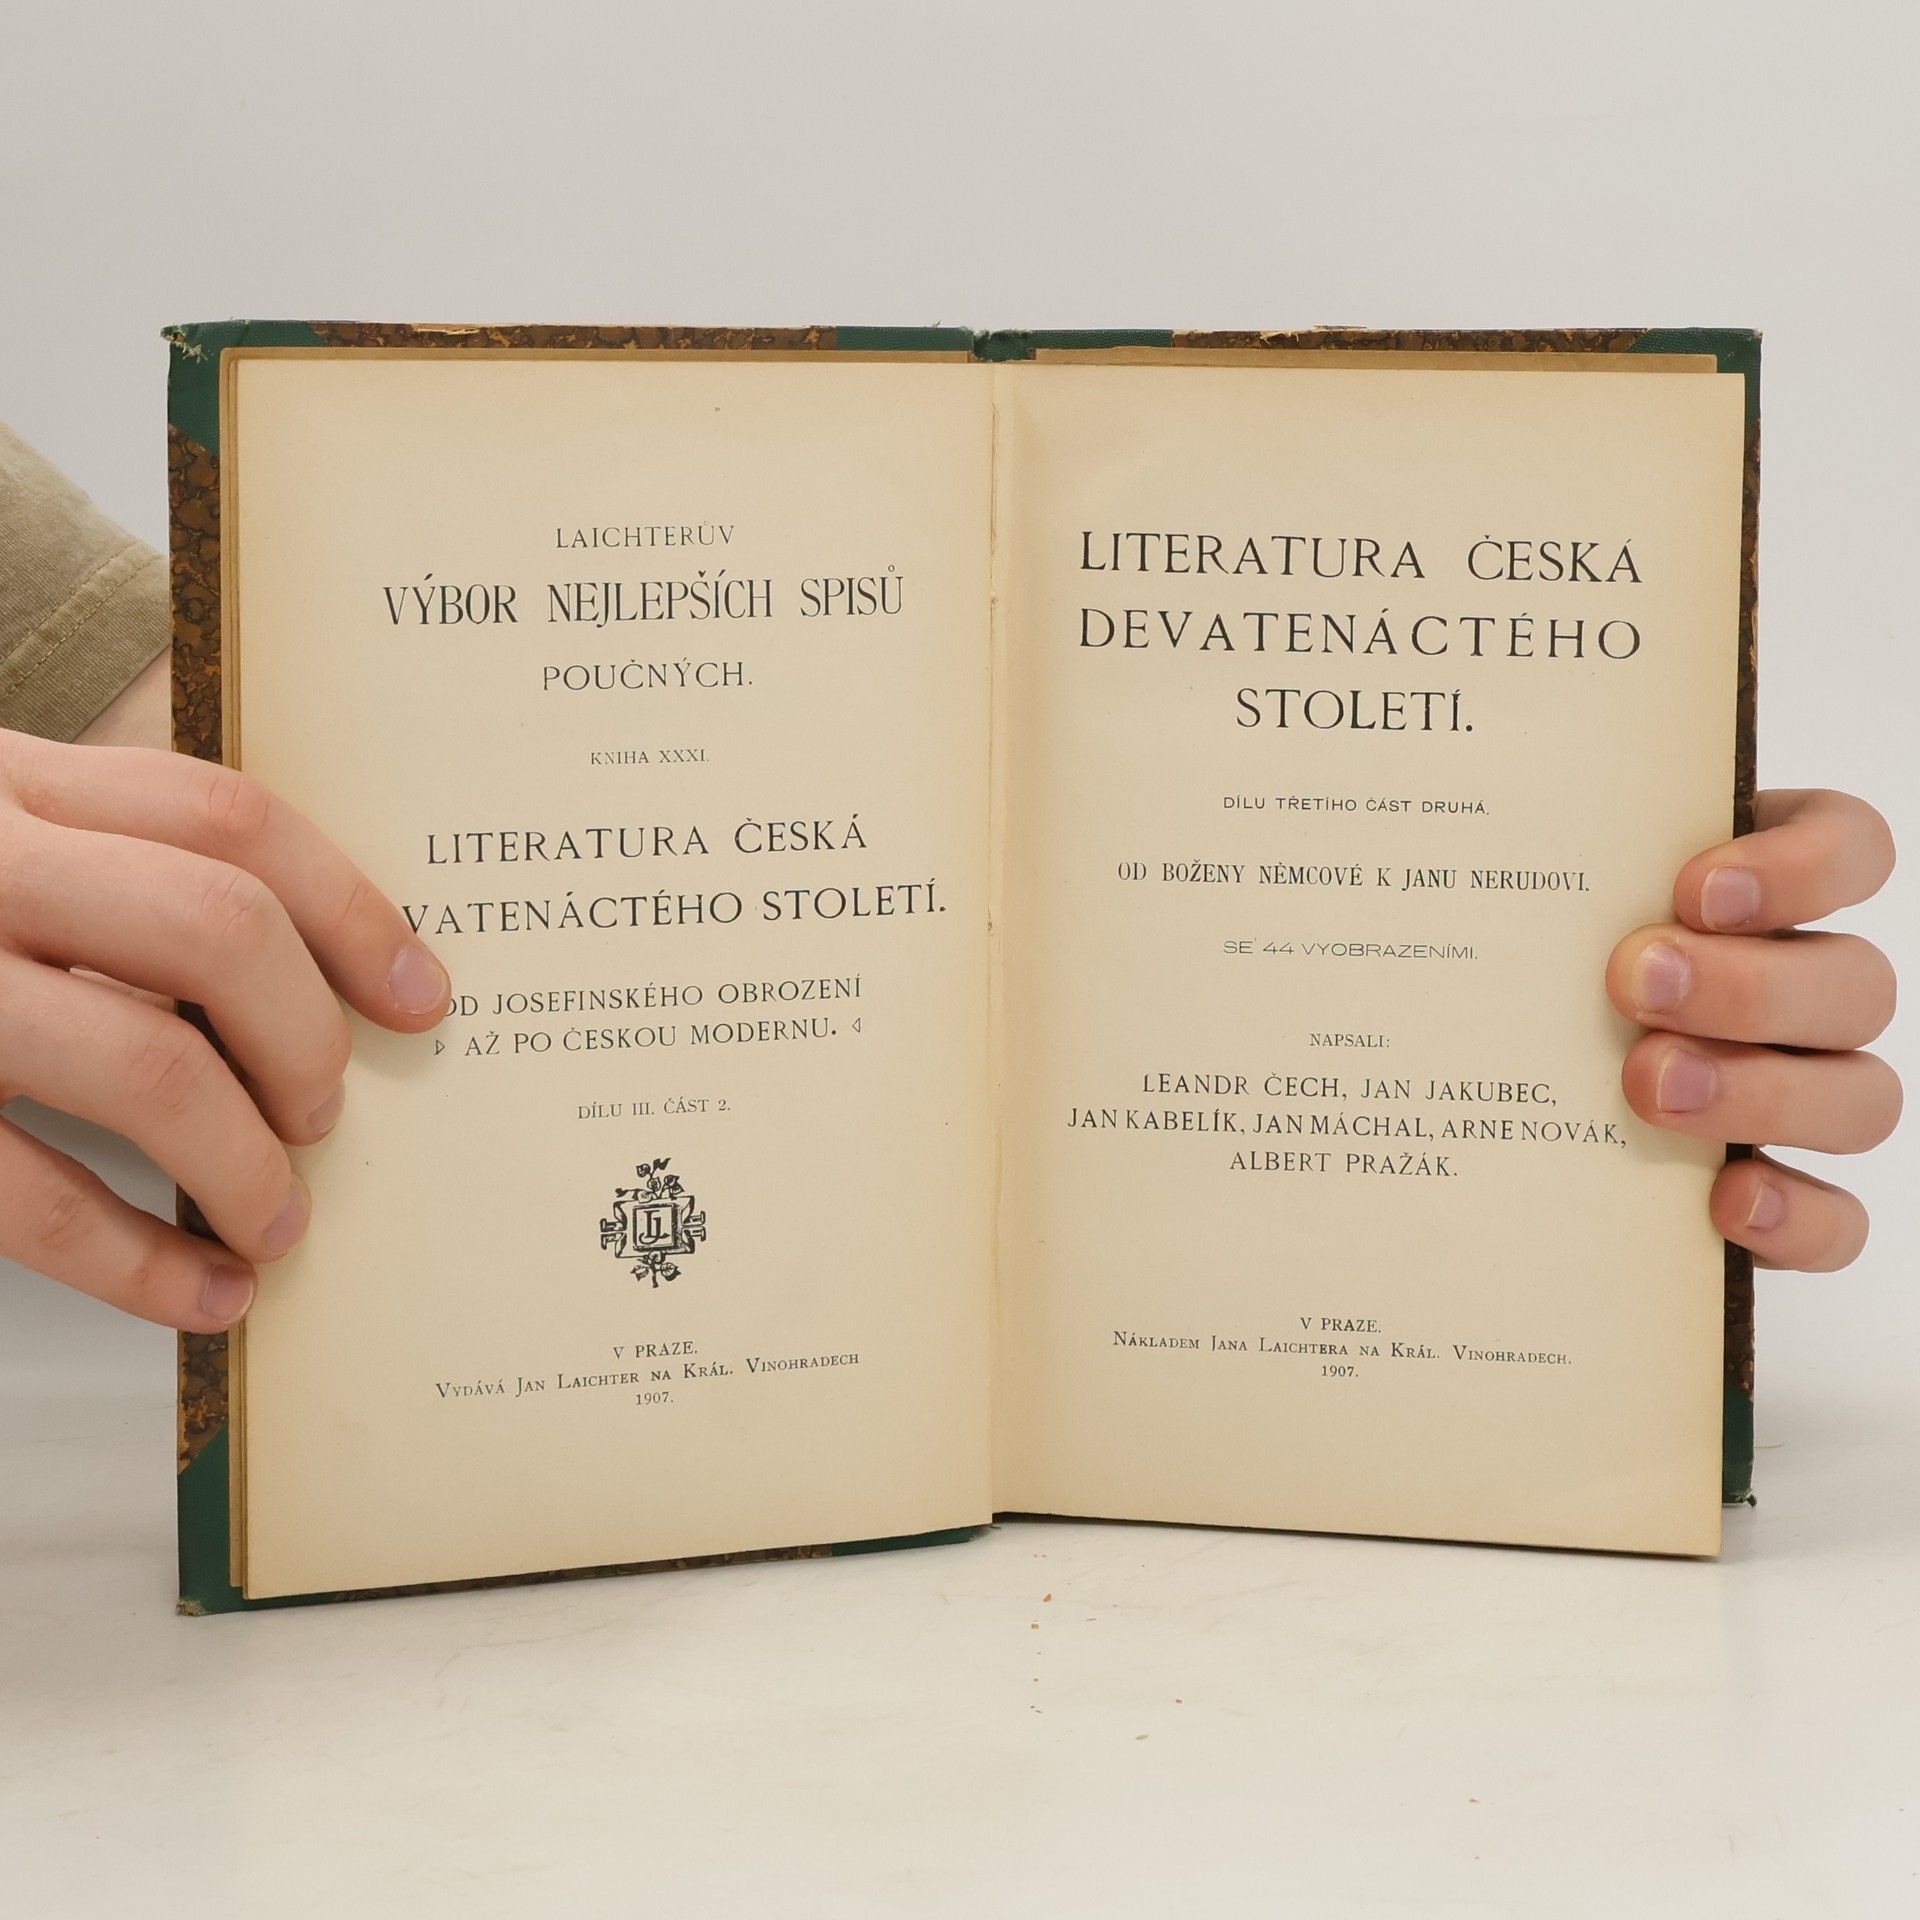 LAICHTERŮV
VÝBOR NEJLEPŠÍCH SPISŮ
POUČNÝCH.
KNIHA XXXI.
LITERATURA ČESKÁ
VATENÁCTÉHO STOLETÍ.
OD JOSEFINSKÉHO OBROZENÍ
▷ AŽ PO ČESKOU MODERNU. ◁
DÍLU III. ČÁST 2.
JL
V PRAZE.
VYDÁVÁ JAN LAICHTER NA KRÁL. VINOHRADECH
1907.
LITERATURA ČESKÁ
DEVATENÁCTÉHO
STOLETÍ.
DÍLU TŘETÍHO ČÁST DRUHÁ.
OD BOŽENY NĚMCOVÉ K JANU NERUDOVI.
SE 44 VYOBRAZENÍMI.
NAPSALI:
LEANDR ČECH, JAN JAKUBEC,
JAN KABELÍK, JAN MÁCHAL, ARNE NOVÁK,
ALBERT PRAŽÁK.
V PRAZE.
NÁKLADEM JANA LAICHTERA NA KRÁL. VINOHRADECH.
1907.